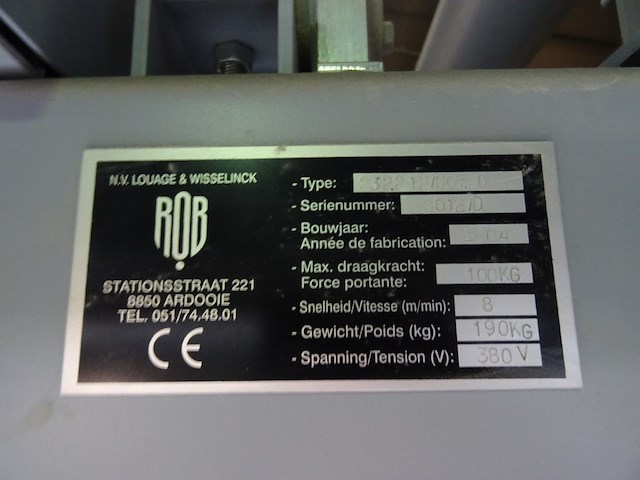 N.V. LOUAGE & WISSELINCK
ROB
STATIONSSTRAAT 221
8850 ARDOOIE
TEL. 051/74.48.01
CE
- Type:
- Serienummer:
- Bouwjaar:
Année de fabrication:
- Max. draagkracht:
Force portante: 100KG
- Snelheid/Vitesse (m/min): 8
- Gewicht/Poids (kg): 190KG
- Spanning/Tension (V): 380 V